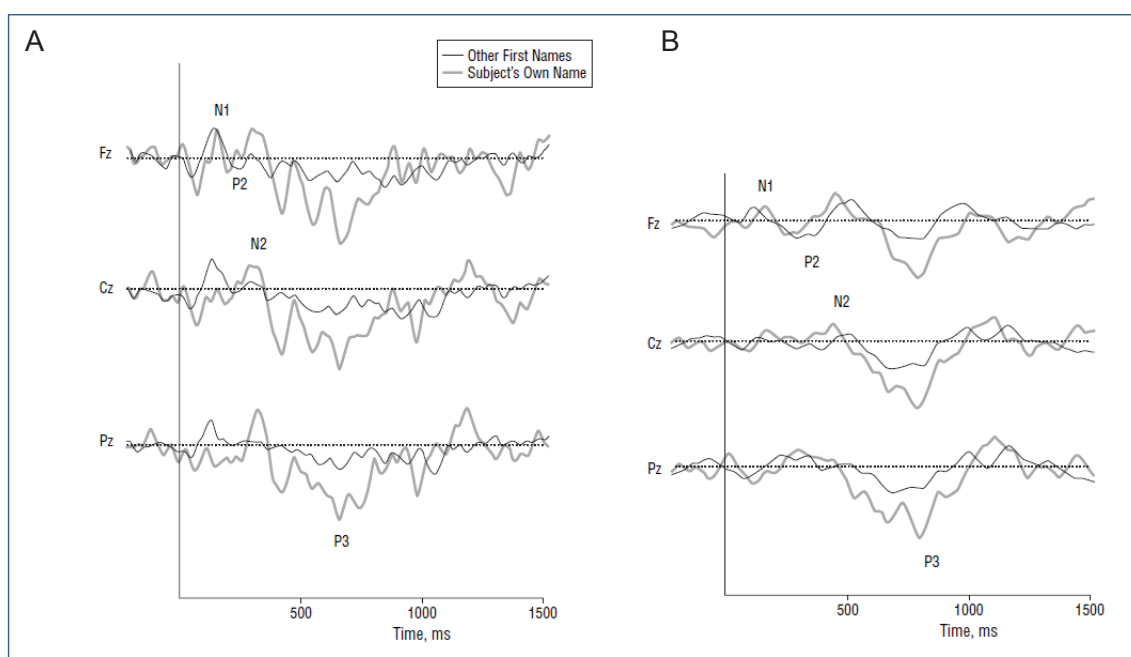 A
Other First Names
Subject's Own Name
N1
Fz
P2
N2
Cz
Pz
P3
500
1000
1500
Time, ms
B
N1
Fz
P2
N2
Cz
Pz
P3
500
1000
1500
Time, ms